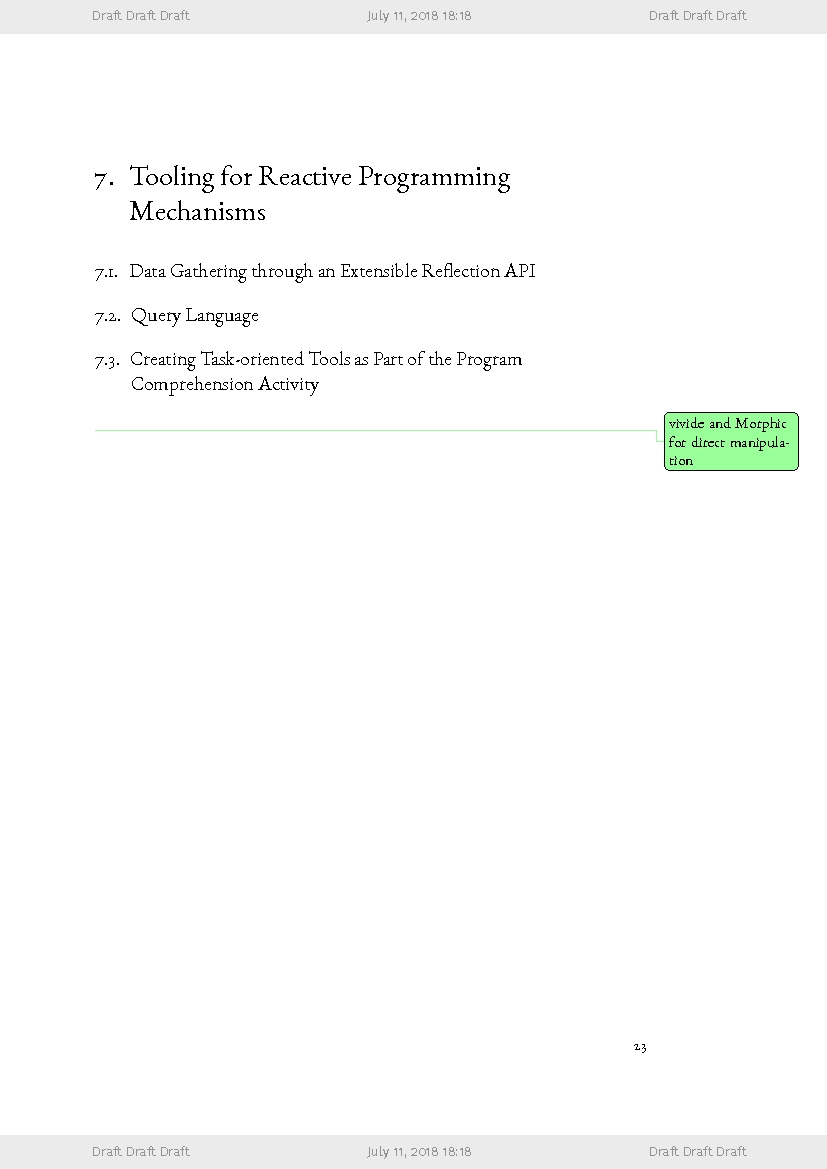 Draft Draft Draft July 11, 2018 18:18 Draft Draft Draft
7. Tooling for Reactive Programming
Mechanisms
7.1. Data Gathering through an Extensible Reflection API
7.2. Query Language
7.3. Creating Task-oriented Tools as Part of the Program
Comprehension Activity
vivide and Morphic
for direct manipula-
tion
23
Draft Draft Draft July 11, 2018 18:18 Draft Draft Draft